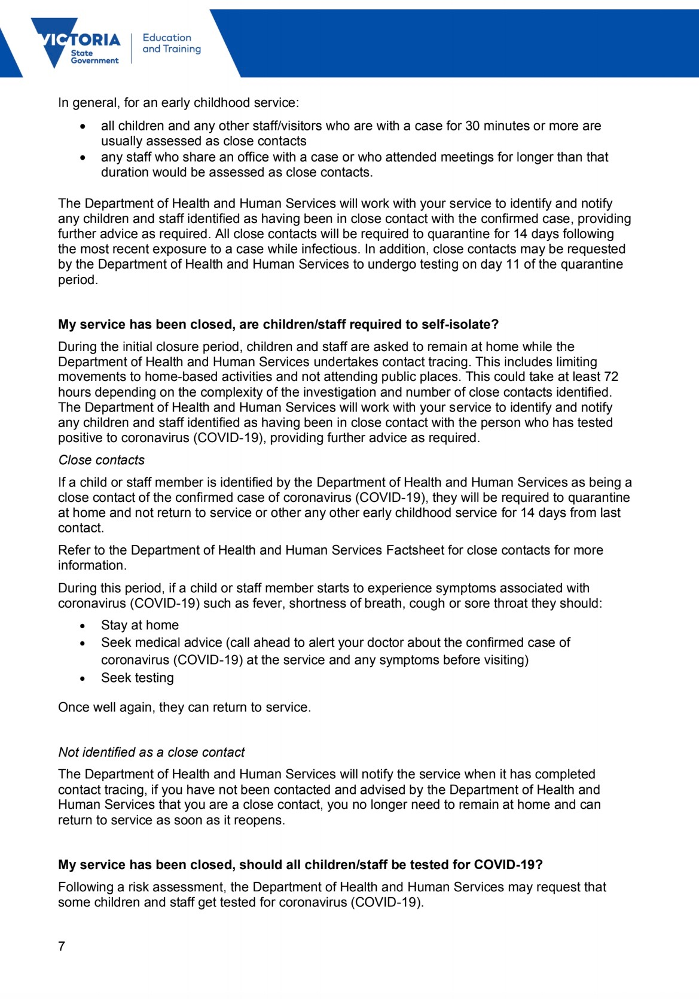 VICTORIA
State
Government
Education
and Training
In general, for an early childhood service:
• all children and any other staff/visitors who are with a case for 30 minutes or more are
usually assessed as close contacts
• any staff who share an office with a case or who attended meetings for longer than that
duration would be assessed as close contacts.
The Department of Health and Human Services will work with your service to identify and notify
any children and staff identified as having been in close contact with the confirmed case, providing
further advice as required. All close contacts will be required to quarantine for 14 days following
the most recent exposure to a case while infectious. In addition, close contacts may be requested
by the Department of Health and Human Services to undergo testing on day 11 of the quarantine
period.
My service has been closed, are children/staff required to self-isolate?
During the initial closure period, children and staff are asked to remain at home while the
Department of Health and Human Services undertakes contact tracing. This includes limiting
movements to home-based activities and not attending public places. This could take at least 72
hours depending on the complexity of the investigation and number of close contacts identified.
The Department of Health and Human Services will work with your service to identify and notify
any children and staff identified as having been in close contact with the person who has tested
positive to coronavirus (COVID-19), providing further advice as required.
Close contacts
If a child or staff member is identified by the Department of Health and Human Services as being a
close contact of the confirmed case of coronavirus (COVID-19), they will be required to quarantine
at home and not return to service or other any other early childhood service for 14 days from last
contact.
Refer to the Department of Health and Human Services Factsheet for close contacts for more
information.
During this period, if a child or staff member starts to experience symptoms associated with
coronavirus (COVID-19) such as fever, shortness of breath, cough or sore throat they should:
• Stay at home
• Seek medical advice (call ahead to alert your doctor about the confirmed case of
coronavirus (COVID-19) at the service and any symptoms before visiting)
• Seek testing
Once well again, they can return to service.
Not identified as a close contact
The Department of Health and Human Services will notify the service when it has completed
contact tracing, if you have not been contacted and advised by the Department of Health and
Human Services that you are a close contact, you no longer need to remain at home and can
return to service as soon as it reopens.
My service has been closed, should all children/staff be tested for COVID-19?
Following a risk assessment, the Department of Health and Human Services may request that
some children and staff get tested for coronavirus (COVID-19).
7